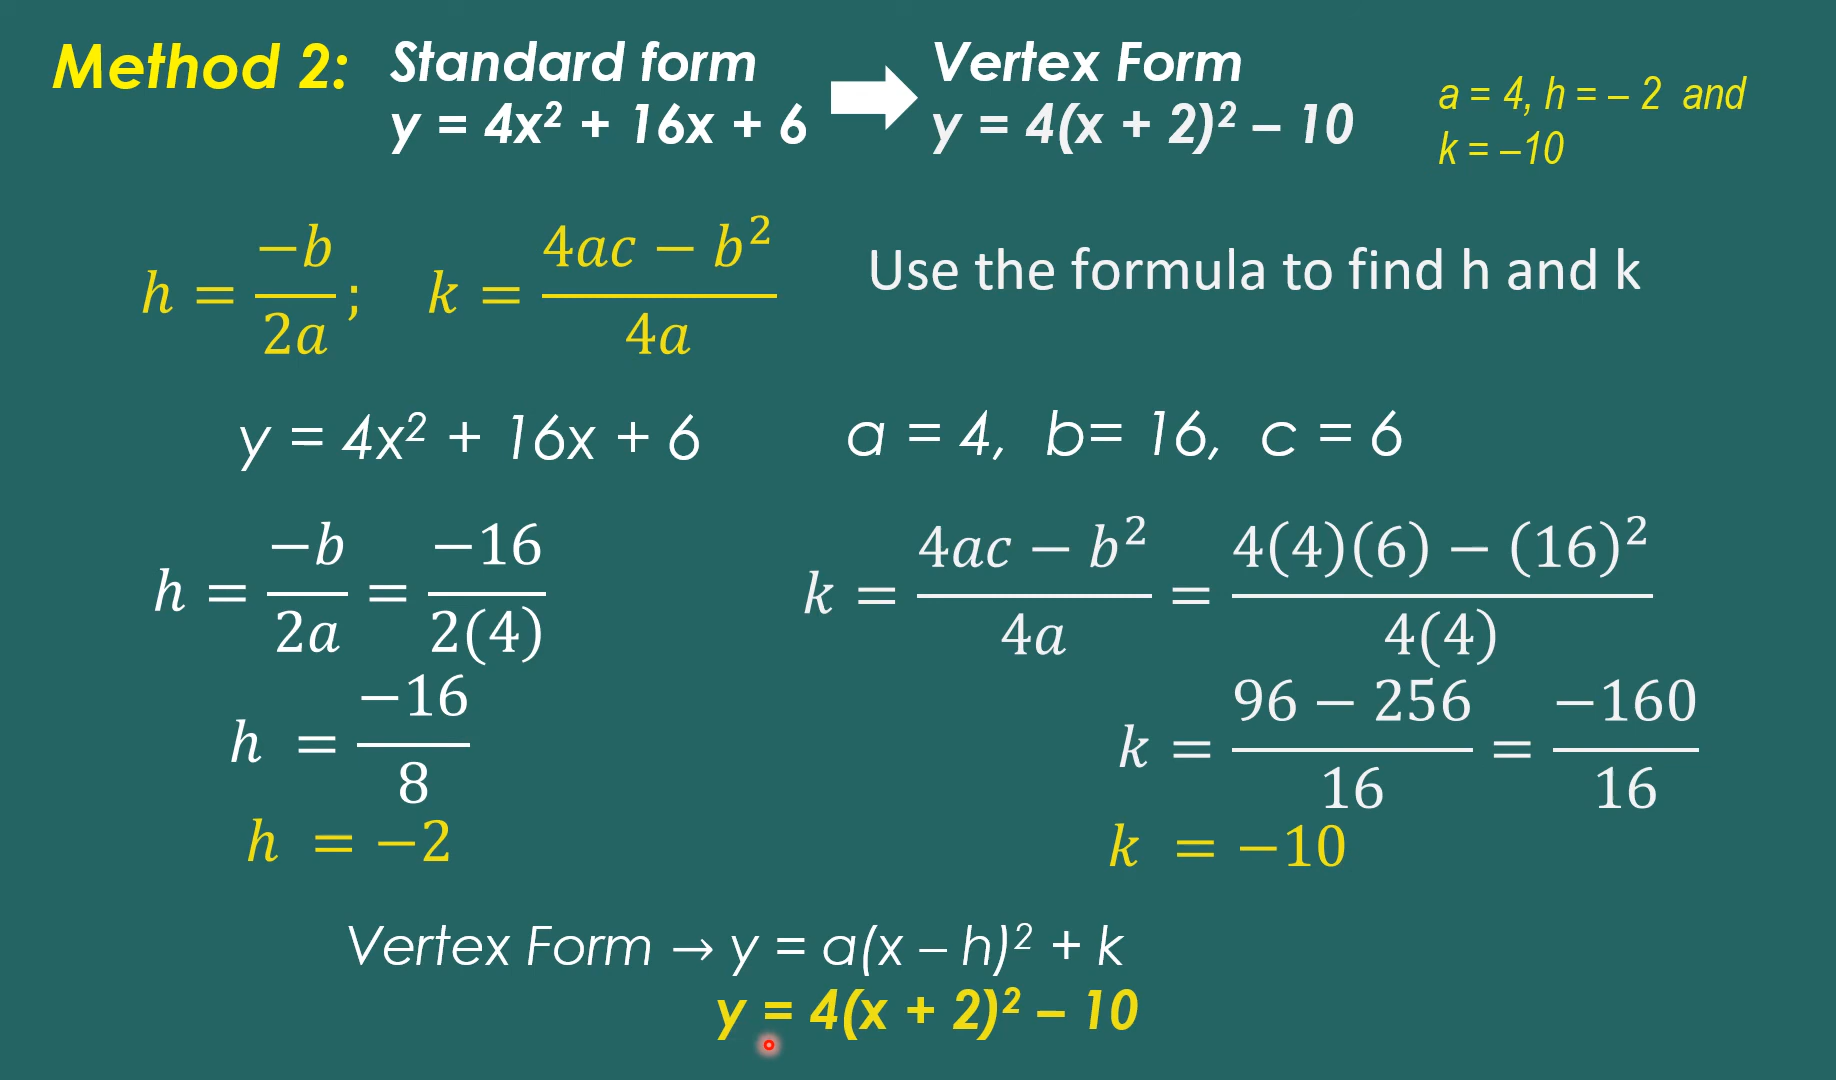 Method 2: Standard form Vertex Form
y = 4x² + 16x + 6 y = 4(x + 2)² – 10
a = 4, h = – 2 and
k = –10
h = −b/2a; k = (4ac − b²)/4a
Use the formula to find h and k
y = 4x² + 16x + 6 a = 4, b= 16, c = 6
h = −b/2a = −16/2(4)
k = (4ac − b²)/4a = (4(4)(6) − (16)²)/4(4)
h = −16/8
k = (96 − 256)/16 = −160/16
h = −2
k = −10
Vertex Form → y = a(x – h)² + k
y = 4(x + 2)² – 10